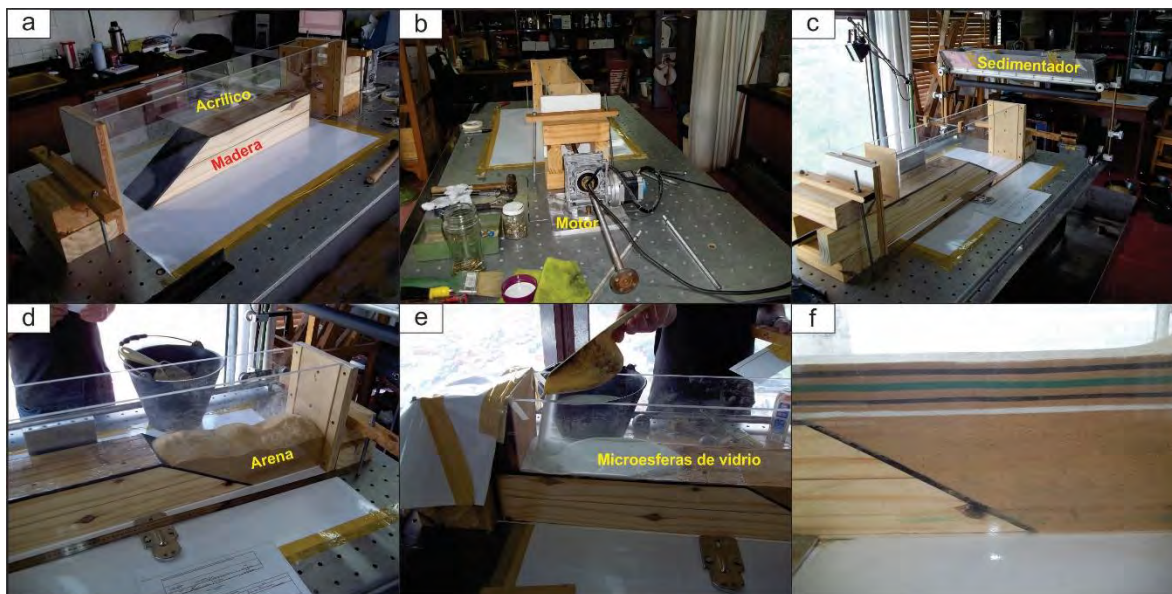 a
Acrílico
Madera
b
Motor
c
Sedimentador
d
Arena
e
Microesferas de vidrio
f